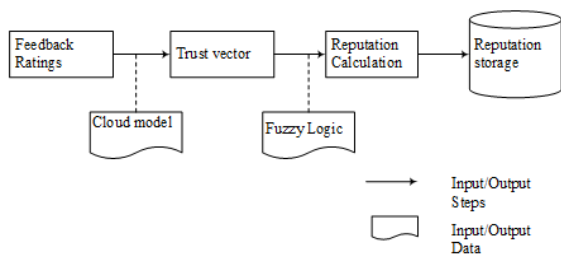 Feedback
Ratings
Trust vector
Reputation
Calculation
Reputation
storage
Cloud model
Fuzzy Logic
Input/Output
Steps
Input/Output
Data